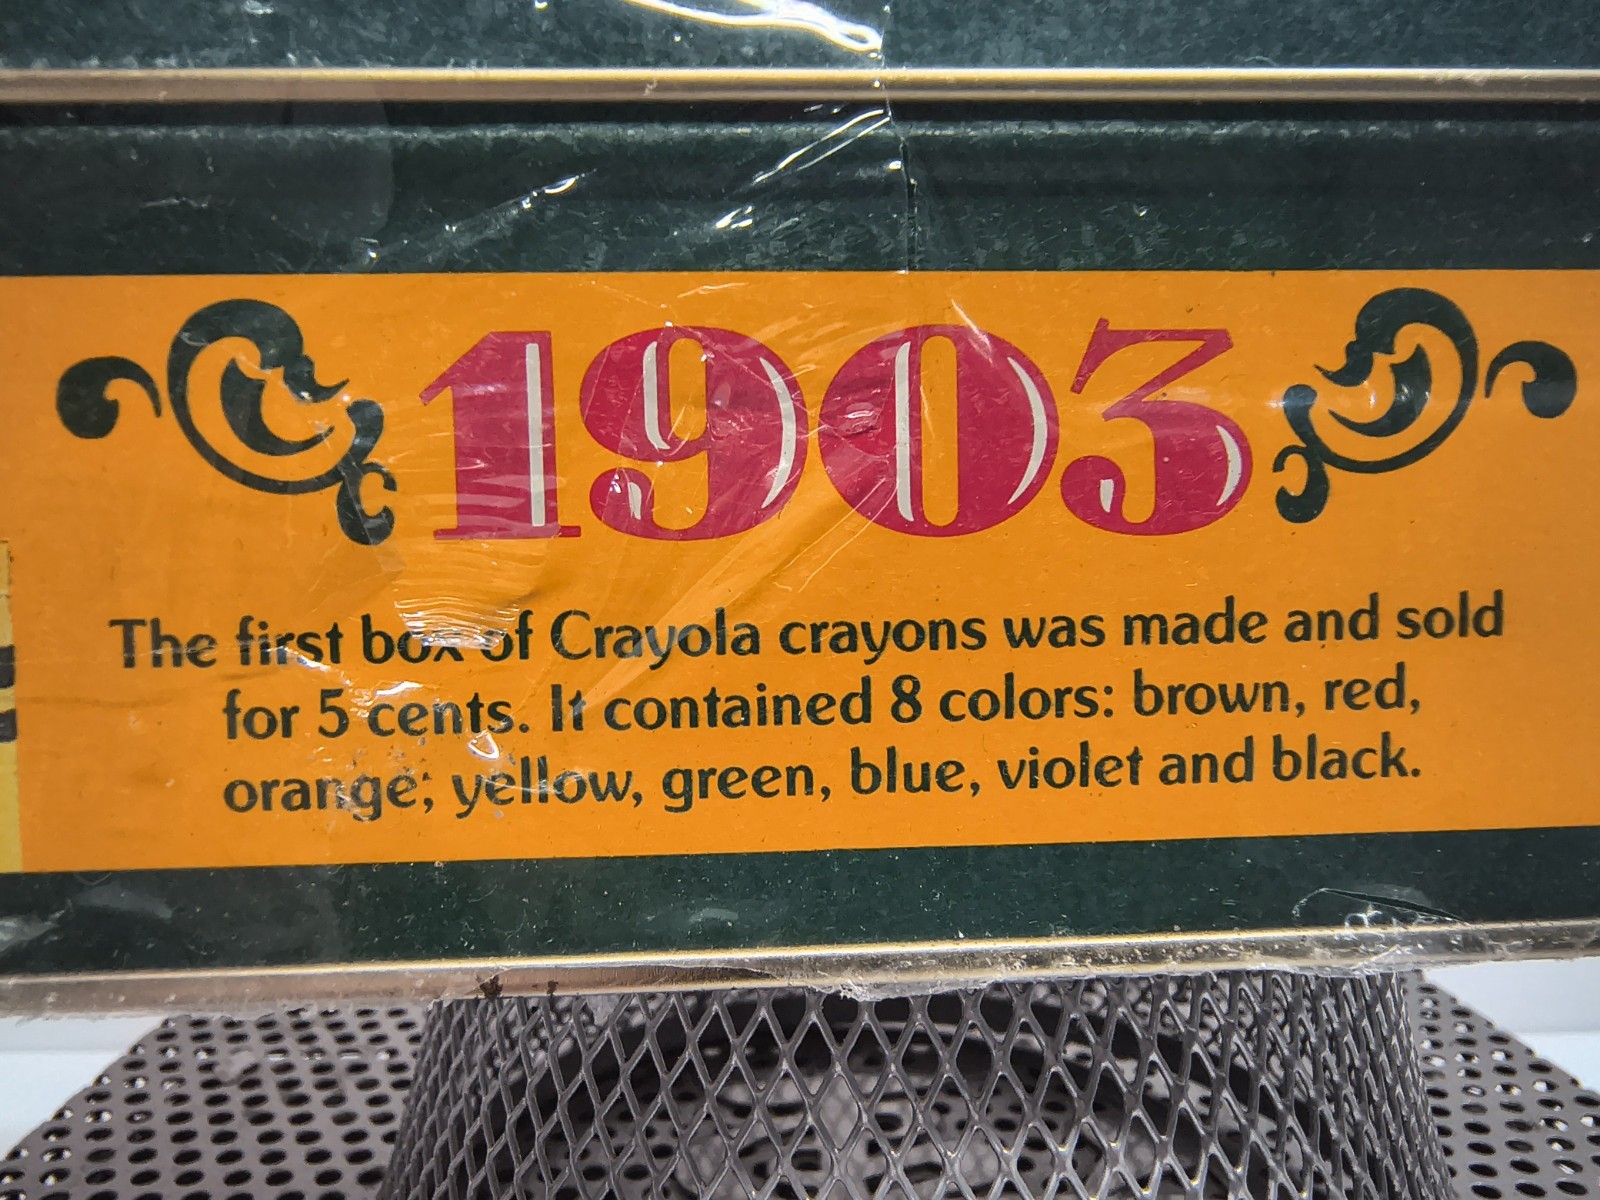 1903
The first box of Crayola crayons was made and sold
for 5 cents. It contained 8 colors: brown, red,
orange, yellow, green, blue, violet and black.